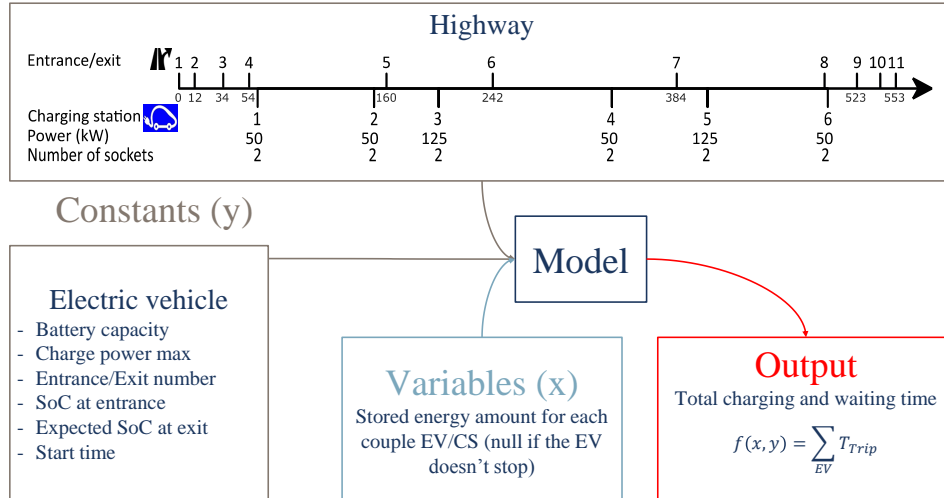 Highway
Entrance/exit 1 2 3 4 5 6 7 8 9 10 11
0 12 34 54 160 242 384 523 553
Charging station 1 2 3 4 5 6
Power (kW) 50 50 125 50 125 50
Number of sockets 2 2 2 2 2 2
Constants (y)
Model
Electric vehicle
- Battery capacity
- Charge power max
- Entrance/Exit number
- SoC at entrance
- Expected SoC at exit
- Start time
Variables (x)
Stored energy amount for each
couple EV/CS (null if the EV
doesn't stop)
Output
Total charging and waiting time
f(x, y) = ∑ T_Trip
EV